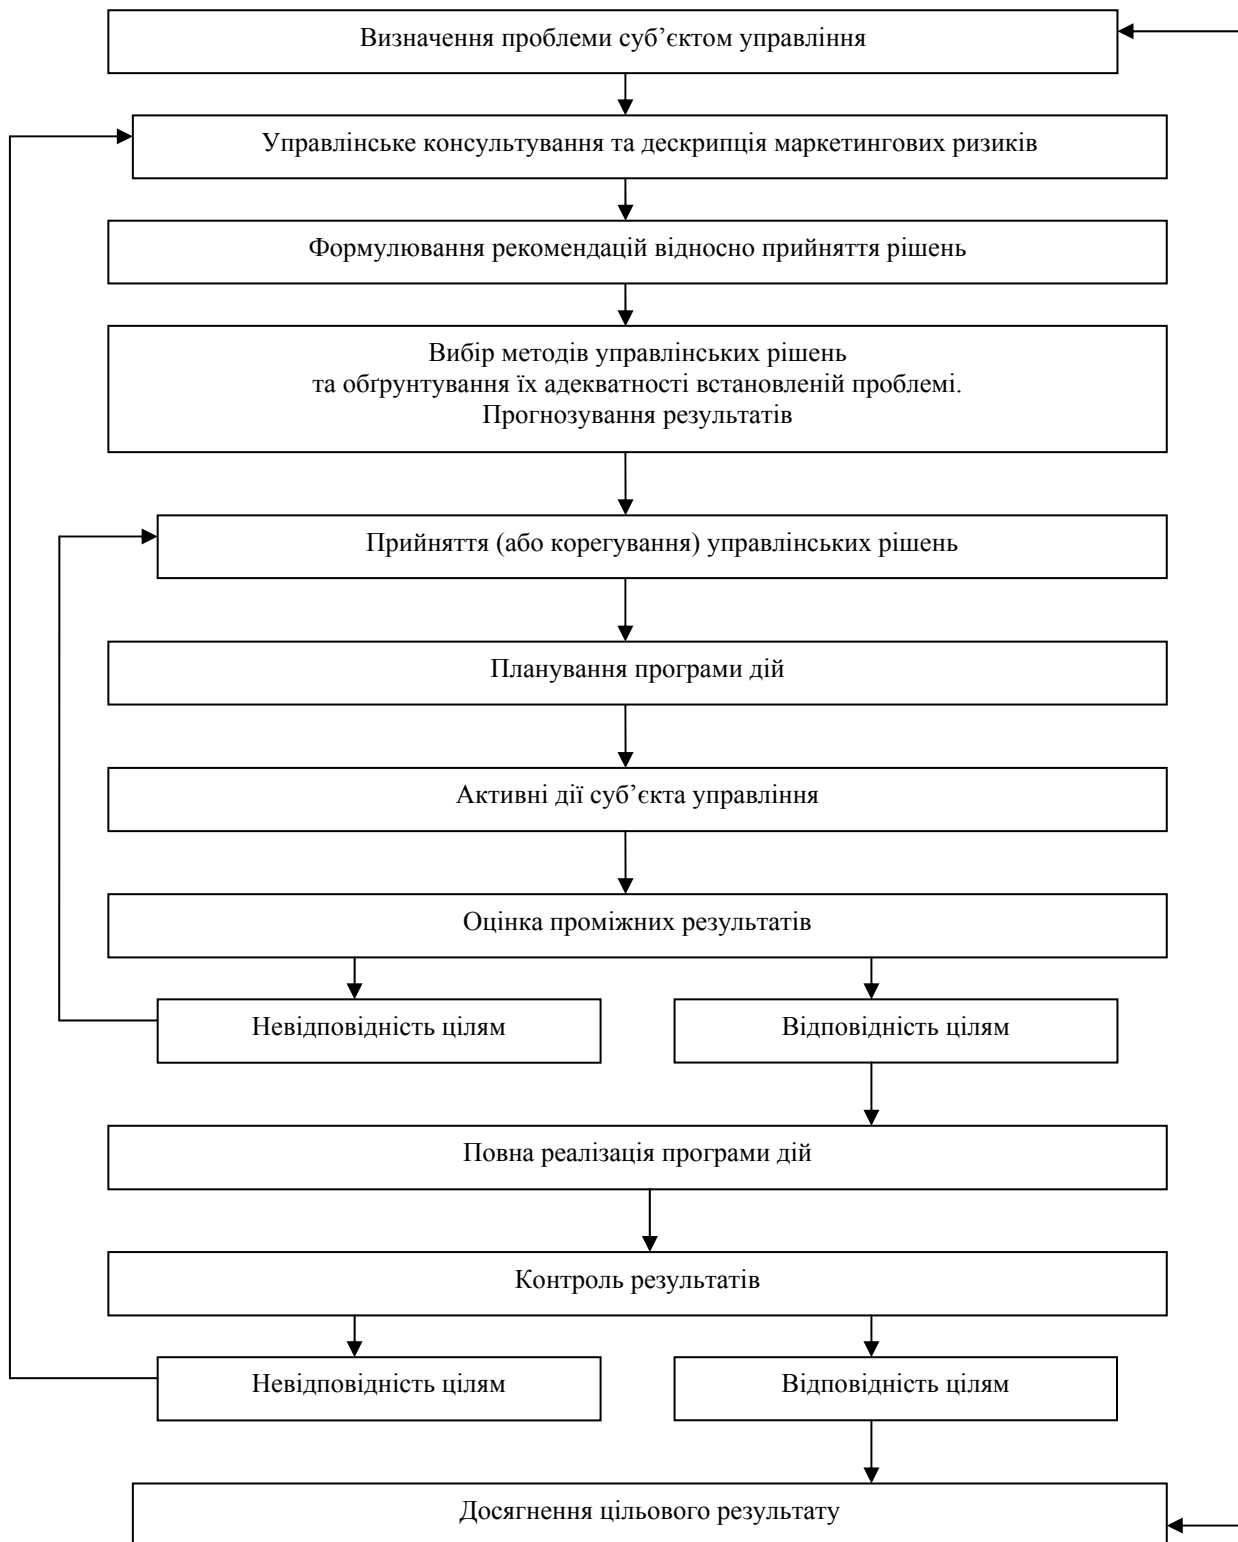 Визначення проблеми суб’єктом управління
Управлінське консультування та дескрипція маркетингових ризиків
Формулювання рекомендацій відносно прийняття рішень
Вибір методів управлінських рішень
та обґрунтування їх адекватності встановленій проблемі.
Прогнозування результатів
Прийняття (або корегування) управлінських рішень
Планування програми дій
Активні дії суб’єкта управління
Оцінка проміжних результатів
Невідповідність цілям
Відповідність цілям
Повна реалізація програми дій
Контроль результатів
Невідповідність цілям
Відповідність цілям
Досягнення цільового результату